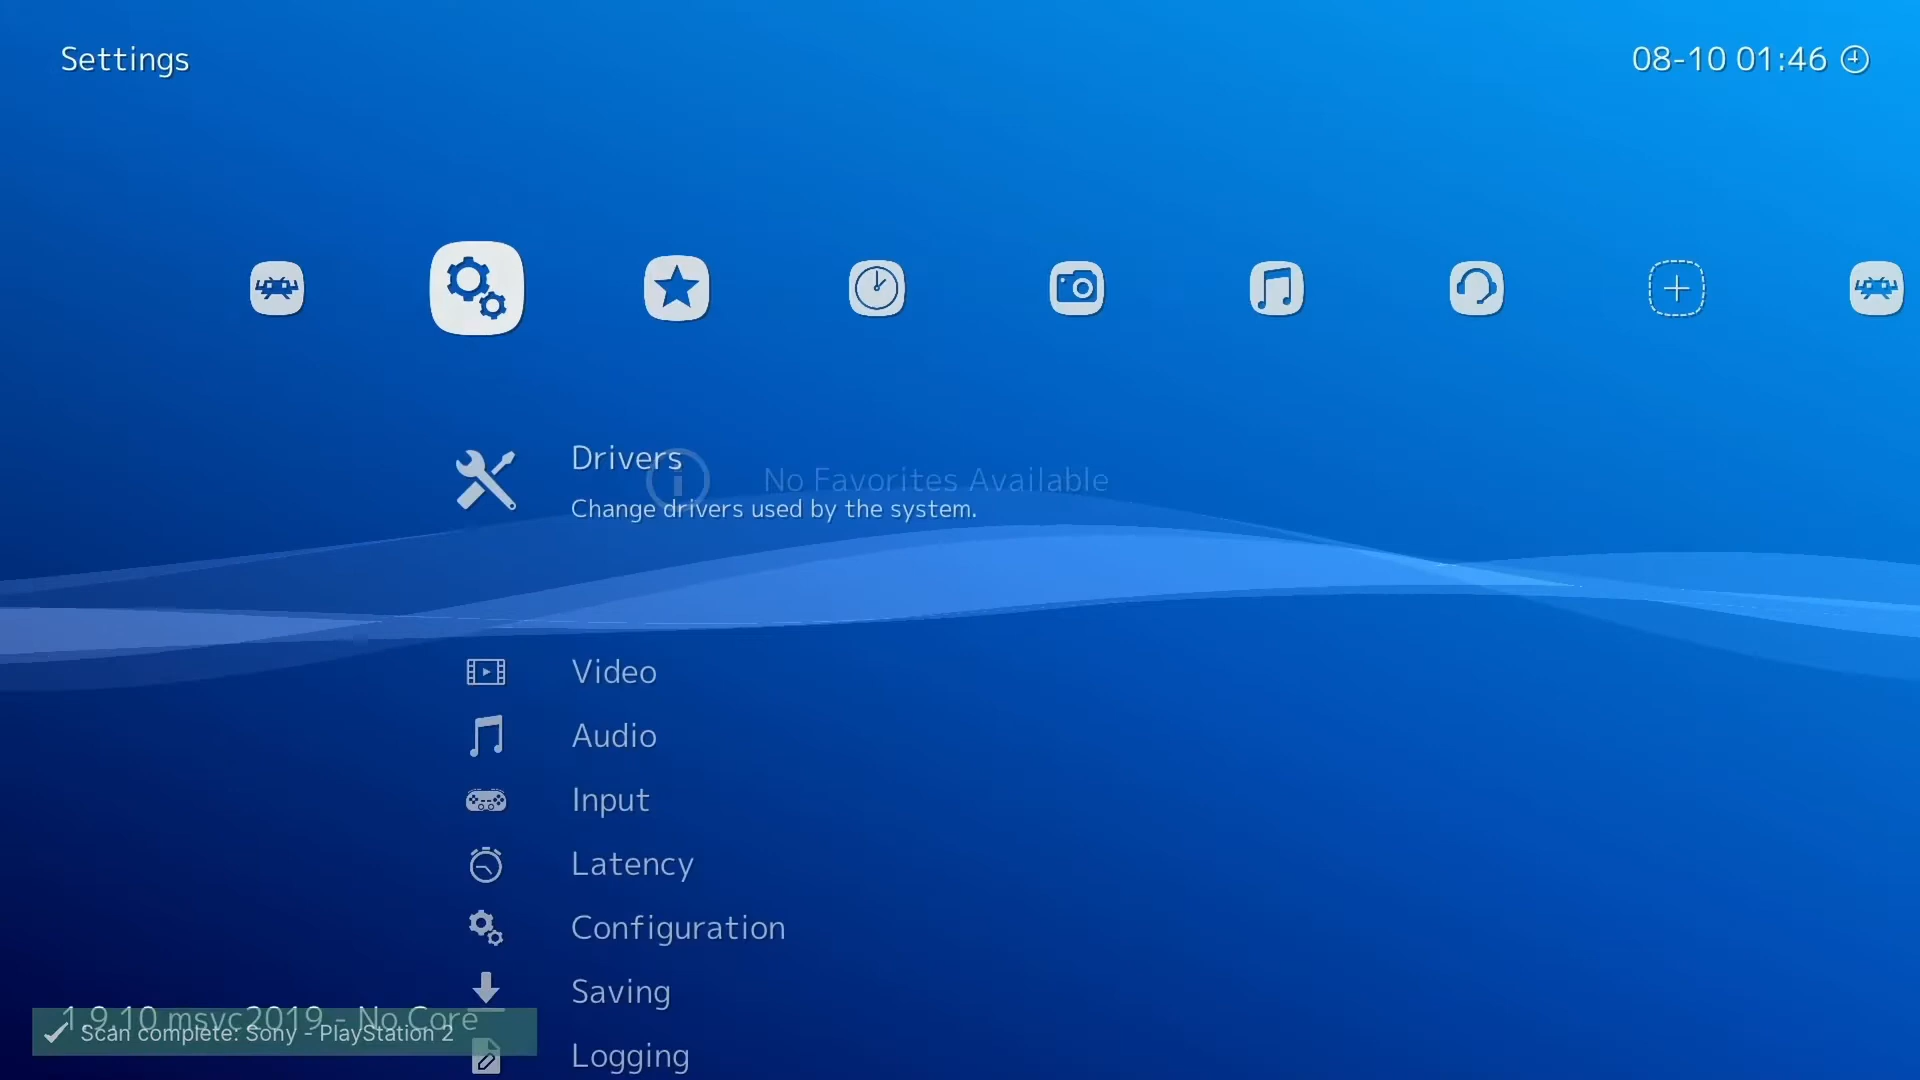 Settings
08-10 01:46
Drivers
No Favorites Available
Change drivers used by the system.
Video
Audio
Input
Latency
Configuration
Saving
1.9.10 msvc2019 - No Core
Scan complete: Sony - PlayStation 2
Logging